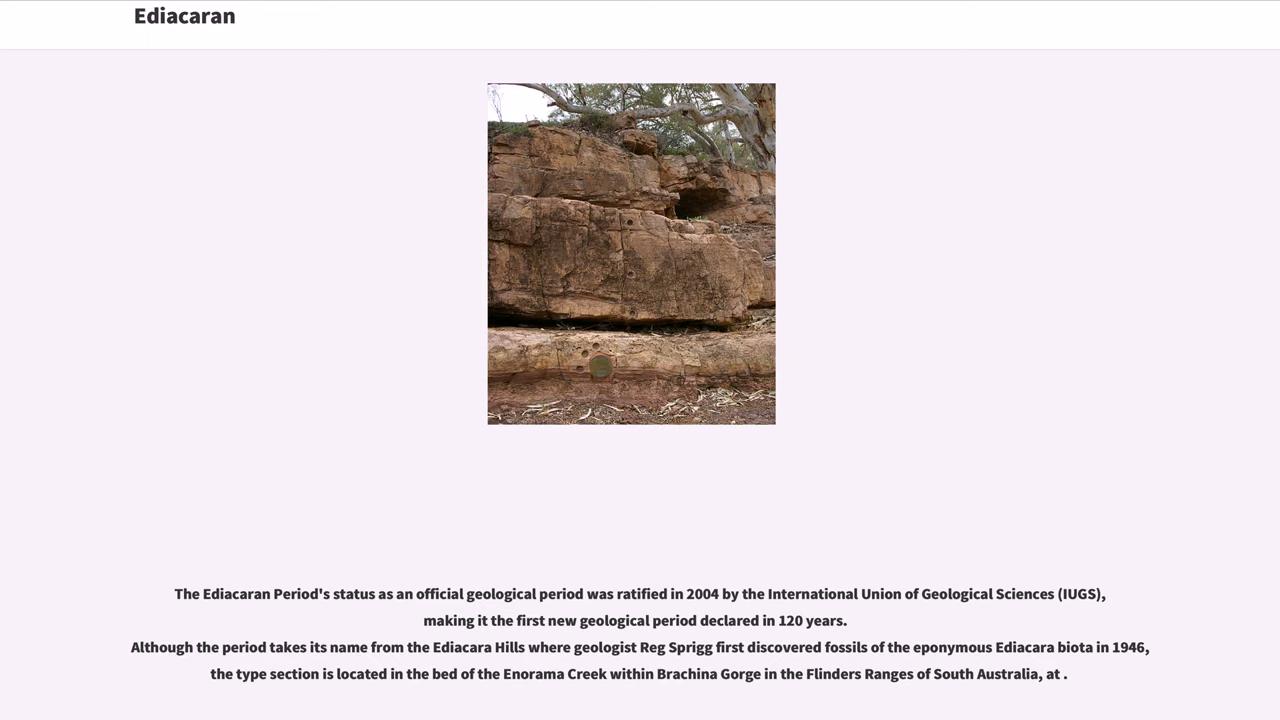 Ediacaran
The Ediacaran Period's status as an official geological period was ratified in 2004 by the International Union of Geological Sciences (IUGS),
making it the first new geological period declared in 120 years.
Although the period takes its name from the Ediacara Hills where geologist Reg Sprigg first discovered fossils of the eponymous Ediacara biota in 1946,
the type section is located in the bed of the Enorama Creek within Brachina Gorge in the Flinders Ranges of South Australia, at .